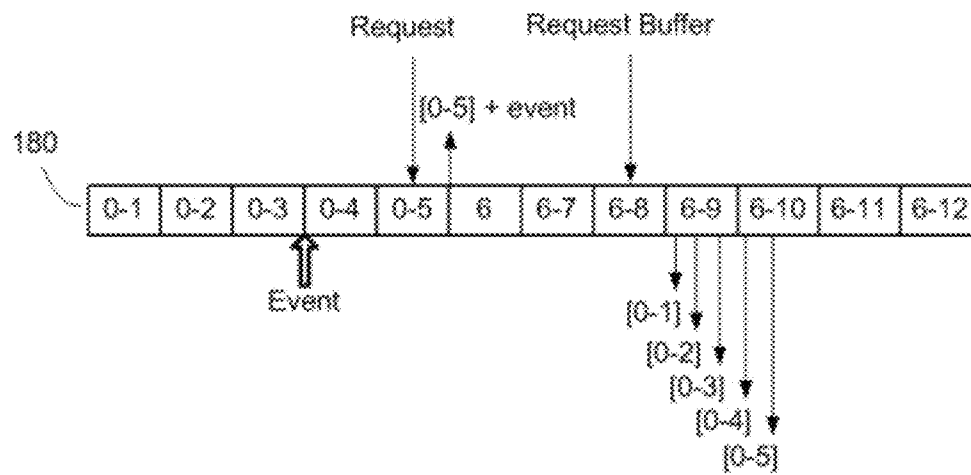 Request
Request Buffer
[0-5] + event
180
0-1 0-2 0-3 0-4 0-5 6 6-7 6-8 6-9 6-10 6-11 6-12
Event
[0-1]
[0-2]
[0-3]
[0-4]
[0-5]